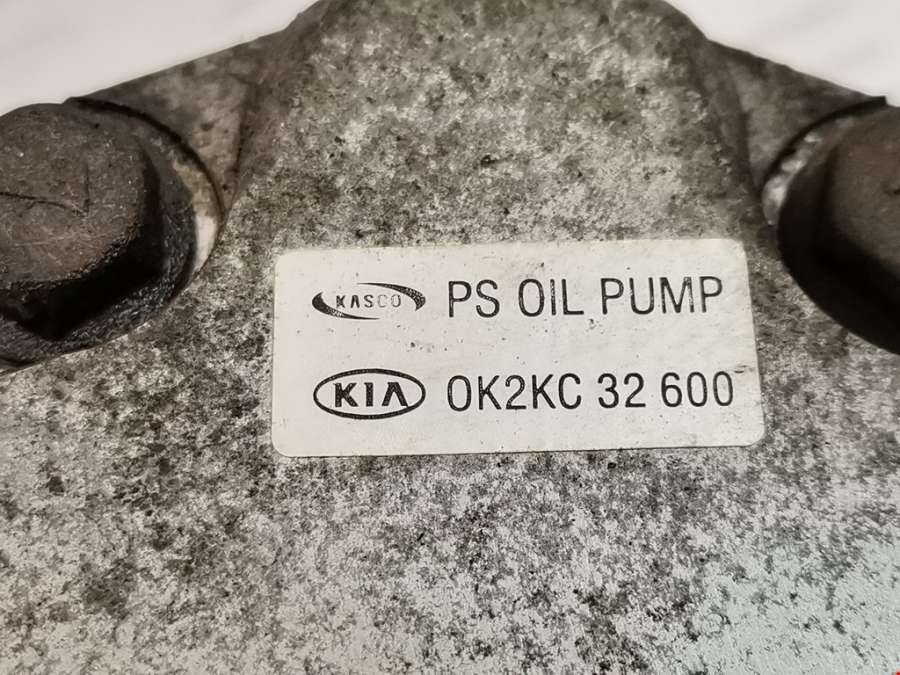 KASCO PS OIL PUMP
KIA 0K2KC 32 600